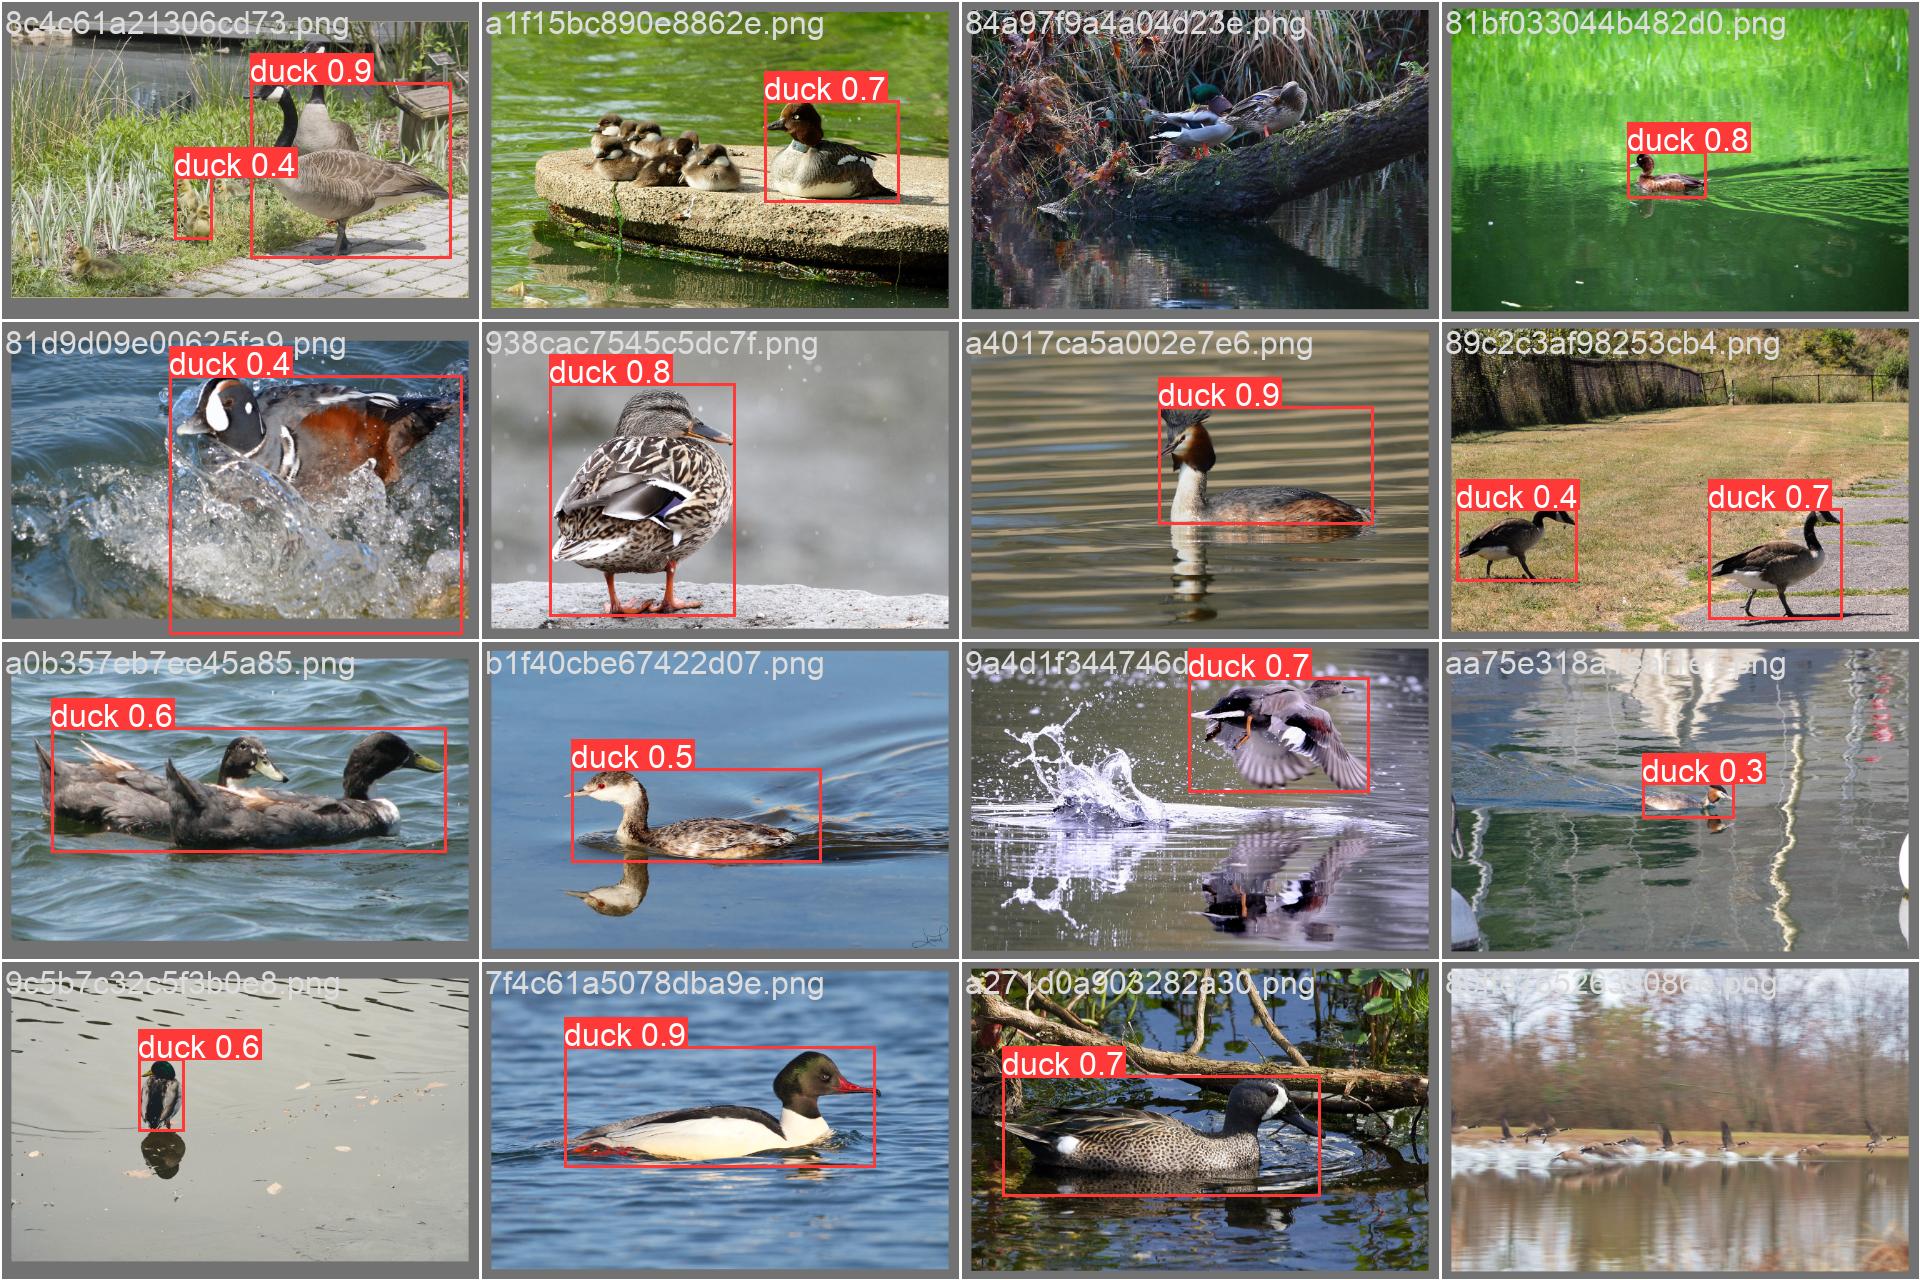 8c4c61a21306cd73.png
duck 0.9
duck 0.4
a1f15bc890e8862e.png
duck 0.7
84a97f9a4a04d23e.png
81bf033044b482d0.png
duck 0.8
81d9d09e00625fa9.png
duck 0.4
938cac7545c5dc7f.png
duck 0.8
a4017ca5a002e7e6.png
duck 0.9
89c2c3af98253cb4.png
duck 0.4
duck 0.7
a0b357eb7ee45a85.png
duck 0.6
b1f40cbe67422d07.png
duck 0.5
9a4d1f344746d
duck 0.7
duck 0.3
9c5b7c32c5f3b0e8.png
duck 0.6
7f4c61a5078dba9e.png
duck 0.9
a271d0a903282a30.png
duck 0.7